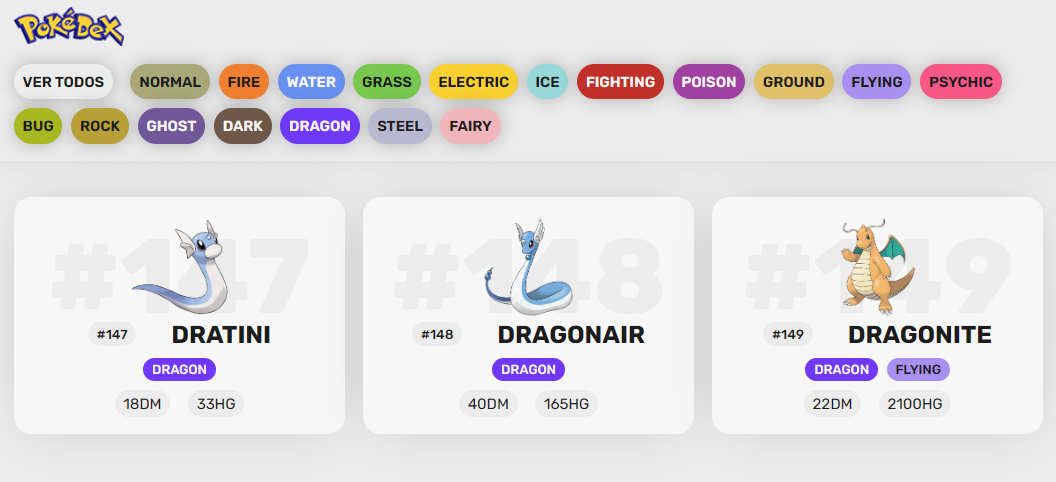 PokéDex
VER TODOS NORMAL FIRE WATER GRASS ELECTRIC ICE FIGHTING POISON GROUND FLYING PSYCHIC
BUG ROCK GHOST DARK DRAGON STEEL FAIRY
#147 #148 #149
#147 DRATINI #148 DRAGONAIR #149 DRAGONITE
DRAGON DRAGON DRAGON FLYING
18DM 33HG 40DM 165HG 22DM 2100HG